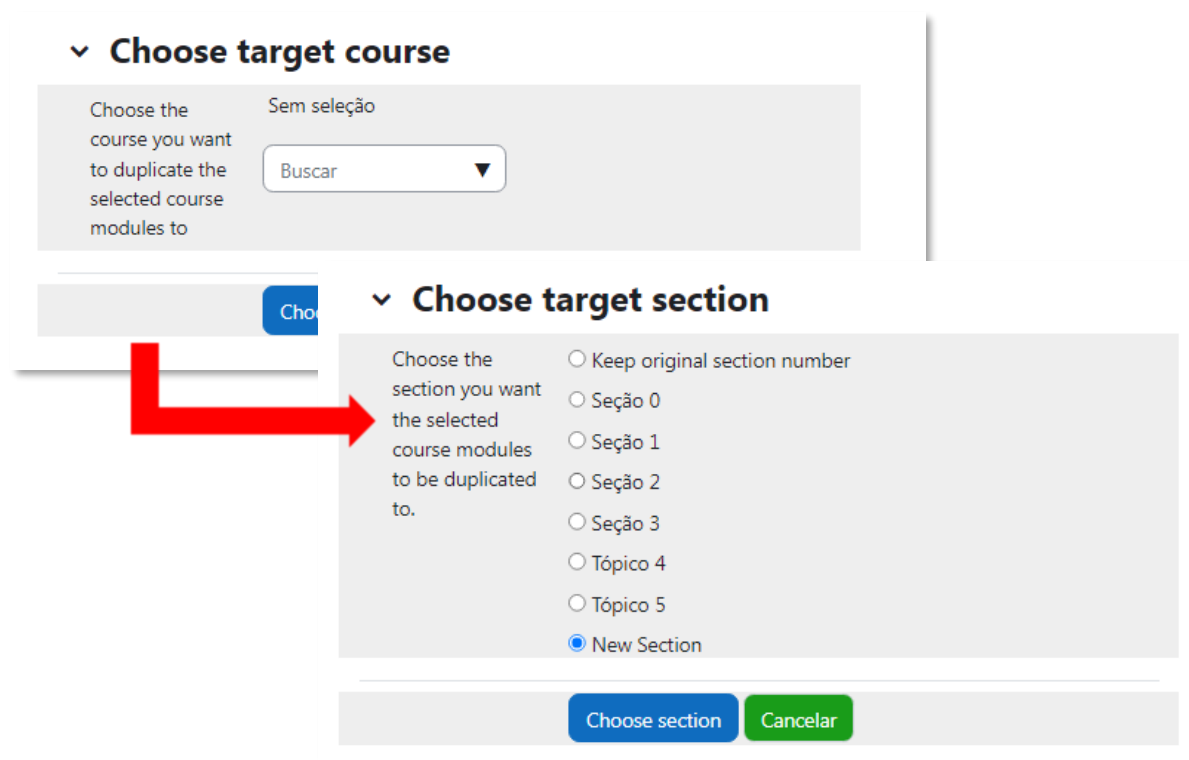 Choose target course
Choose the
course you want
to duplicate the
selected course
modules to
Sem seleção
Buscar
Choose target section
Choose the
section you want
the selected
course modules
to be duplicated
to.
Keep original section number
Seção 0
Seção 1
Seção 2
Seção 3
Tópico 4
Tópico 5
New Section
Choose section
Cancelar